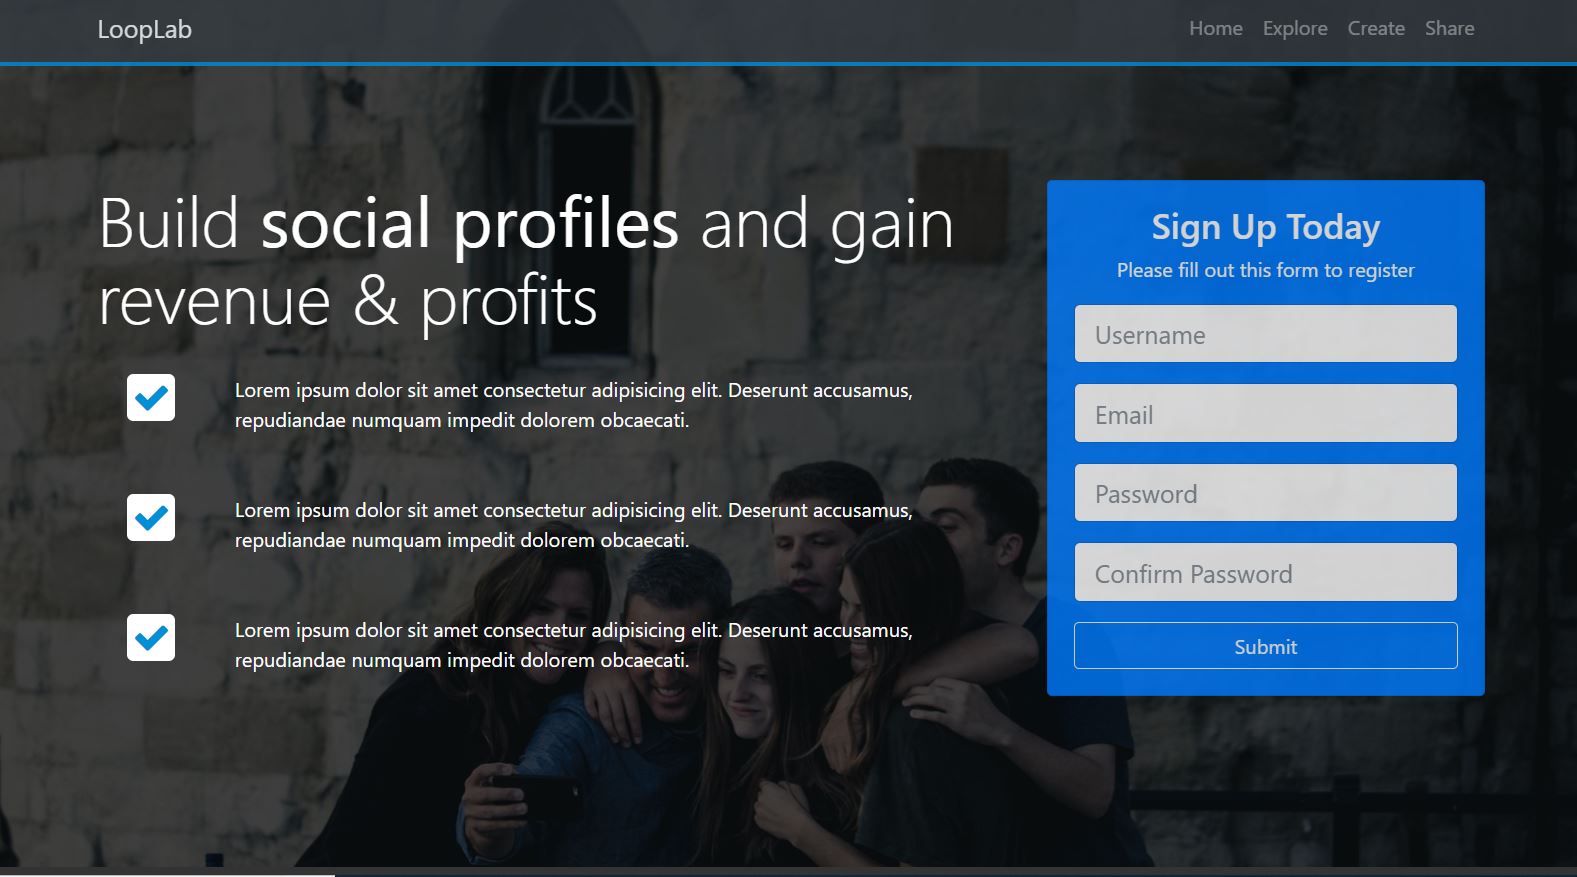 LoopLab
Home Explore Create Share
Build social profiles and gain
revenue & profits
Lorem ipsum dolor sit amet consectetur adipisicing elit. Deserunt accusamus,
repudiandae numquam impedit dolorem obcaecati.
Lorem ipsum dolor sit amet consectetur adipisicing elit. Deserunt accusamus,
repudiandae numquam impedit dolorem obcaecati.
Lorem ipsum dolor sit amet consectetur adipisicing elit. Deserunt accusamus,
repudiandae numquam impedit dolorem obcaecati.
Sign Up Today
Please fill out this form to register
Username
Email
Password
Confirm Password
Submit